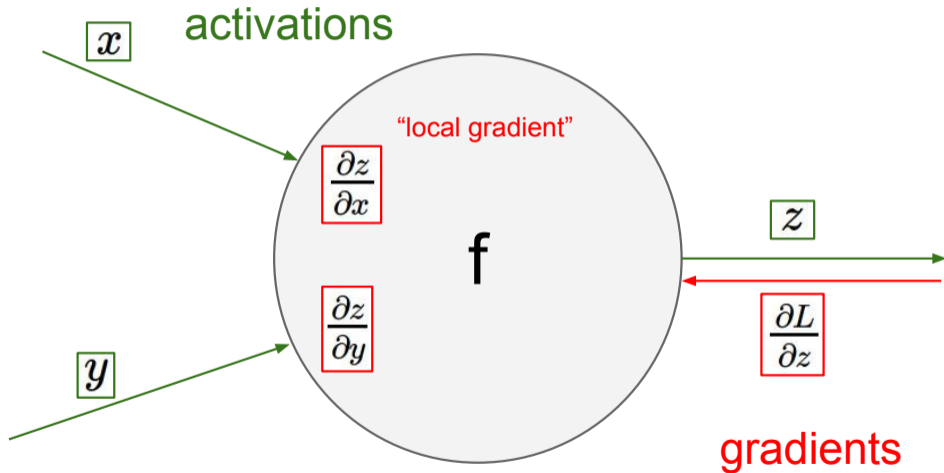 activations
x
“local gradient”
∂z/∂x
z
f
∂z/∂y
∂L/∂z
y
gradients